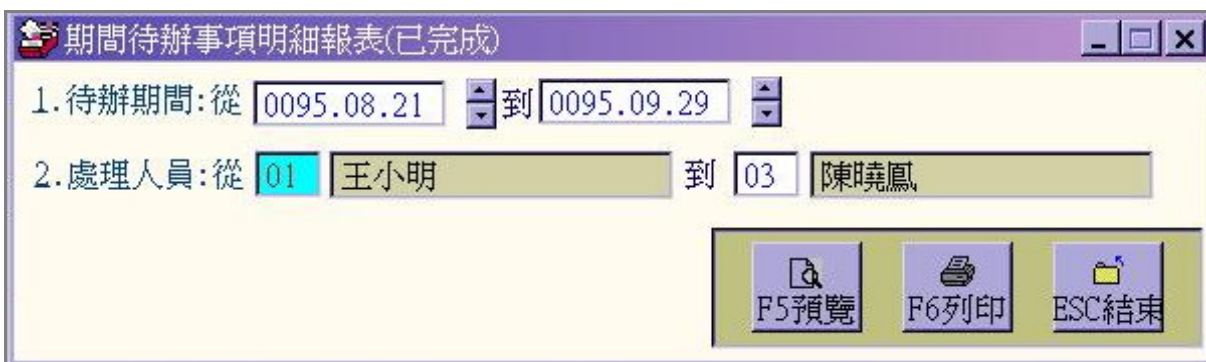 期間待辦事項明細報表(已完成)
1.待辦期間:從 0095.08.21 到 0095.09.29
2.處理人員:從 01 王小明 到 03 陳曉鳳
F5預覽 F6列印 ESC結束